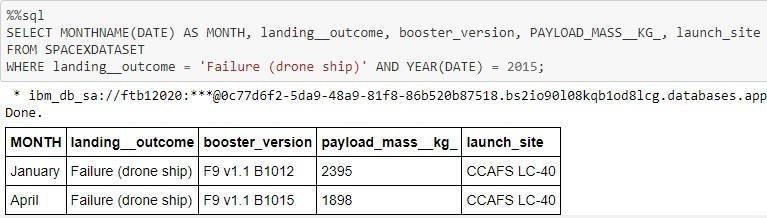 %%sql
SELECT MONTHNAME(DATE) AS MONTH, landing__outcome, booster_version, PAYLOAD_MASS__KG_, launch_site
FROM SPACEXDATASET
WHERE landing__outcome = 'Failure (drone ship)' AND YEAR(DATE) = 2015;
* ibm_db_sa://ftb12020:***@0c77d6f2-5da9-48a9-81f8-86b520b87518.bs2io90l08kqb1od8lcg.databases.app
Done.
MONTH landing__outcome booster_version payload_mass__kg_ launch_site
January Failure (drone ship) F9 v1.1 B1012 2395 CCAFS LC-40
April Failure (drone ship) F9 v1.1 B1015 1898 CCAFS LC-40